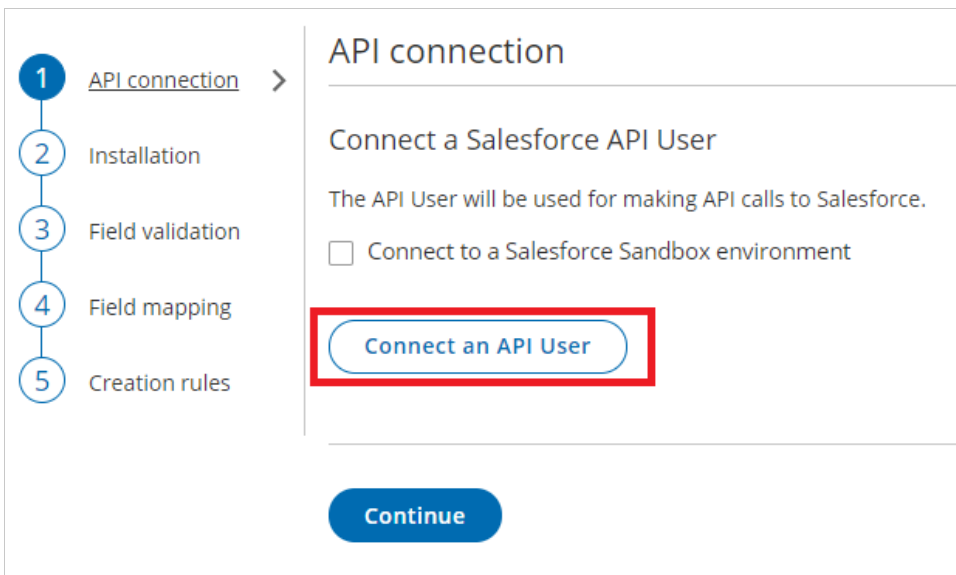 1 API connection
2 Installation
3 Field validation
4 Field mapping
5 Creation rules
API connection
Connect a Salesforce API User
The API User will be used for making API calls to Salesforce.
Connect to a Salesforce Sandbox environment
Connect an API User
Continue